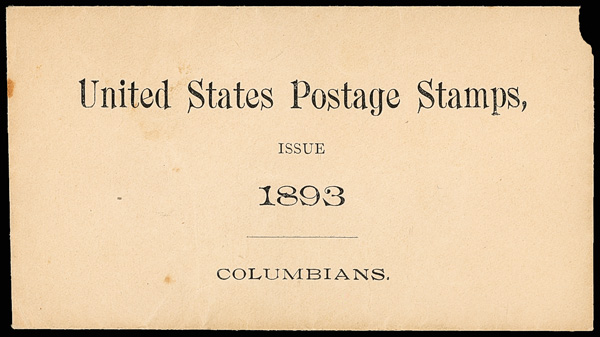 United States Postage Stamps,
ISSUE
1893
COLUMBIANS.